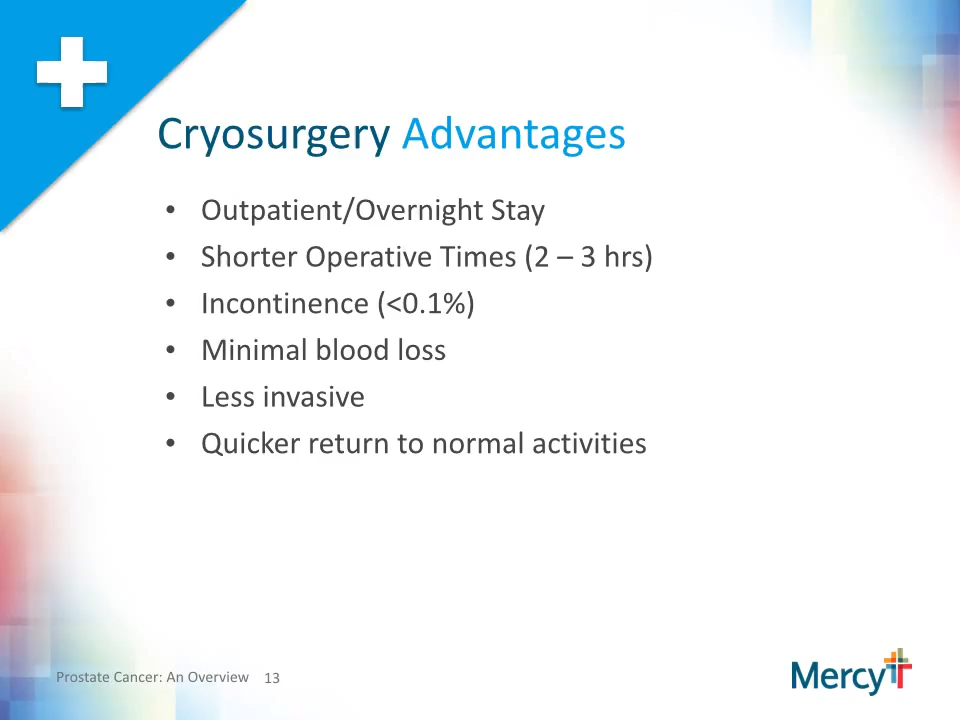 Cryosurgery Advantages
• Outpatient/Overnight Stay
• Shorter Operative Times (2 – 3 hrs)
• Incontinence (<0.1%)
• Minimal blood loss
• Less invasive
• Quicker return to normal activities
Prostate Cancer: An Overview 13
Mercy